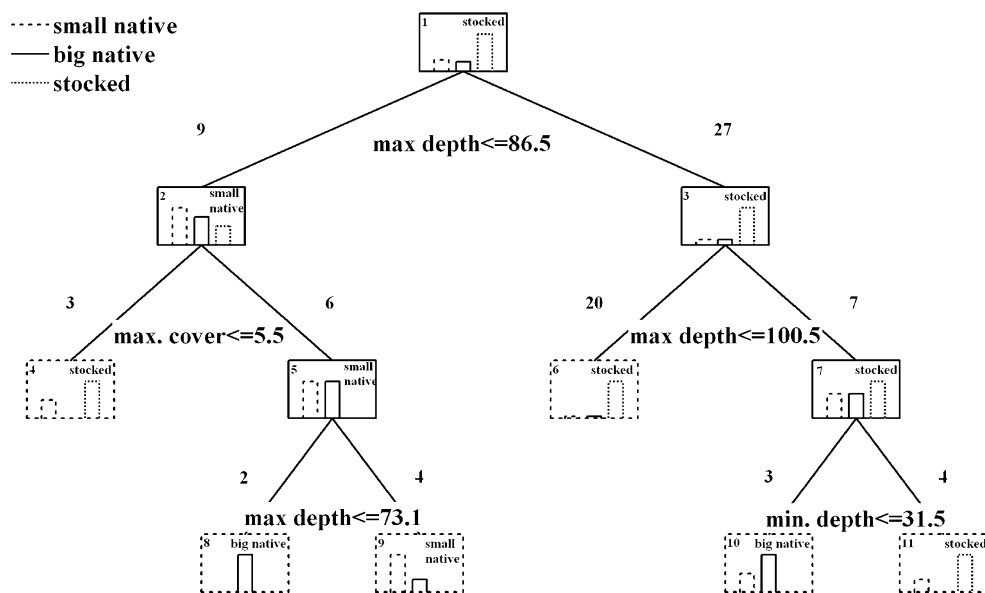 small native
big native
stocked
1 stocked
9
27
max depth<=86.5
2 small
native
3 stocked
3
6
20
7
max. cover<=5.5
max depth<=100.5
4 stocked
5 small
native
6 stocked
7 stocked
2
4
3
4
max depth<=73.1
min. depth<=31.5
8 big native
9 small
native
10 big native
11 stocked